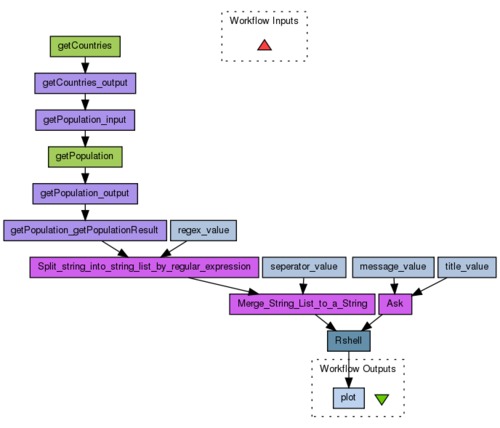 Workflow Inputs
getCountries
getCountries_output
getPopulation_input
getPopulation
getPopulation_output
getPopulation_getPopulationResult
regex_value
Split_string_into_string_list_by_regular_expression
seperator_value
message_value
title_value
Merge_String_List_to_a_String
Ask
Rshell
Workflow Outputs
plot